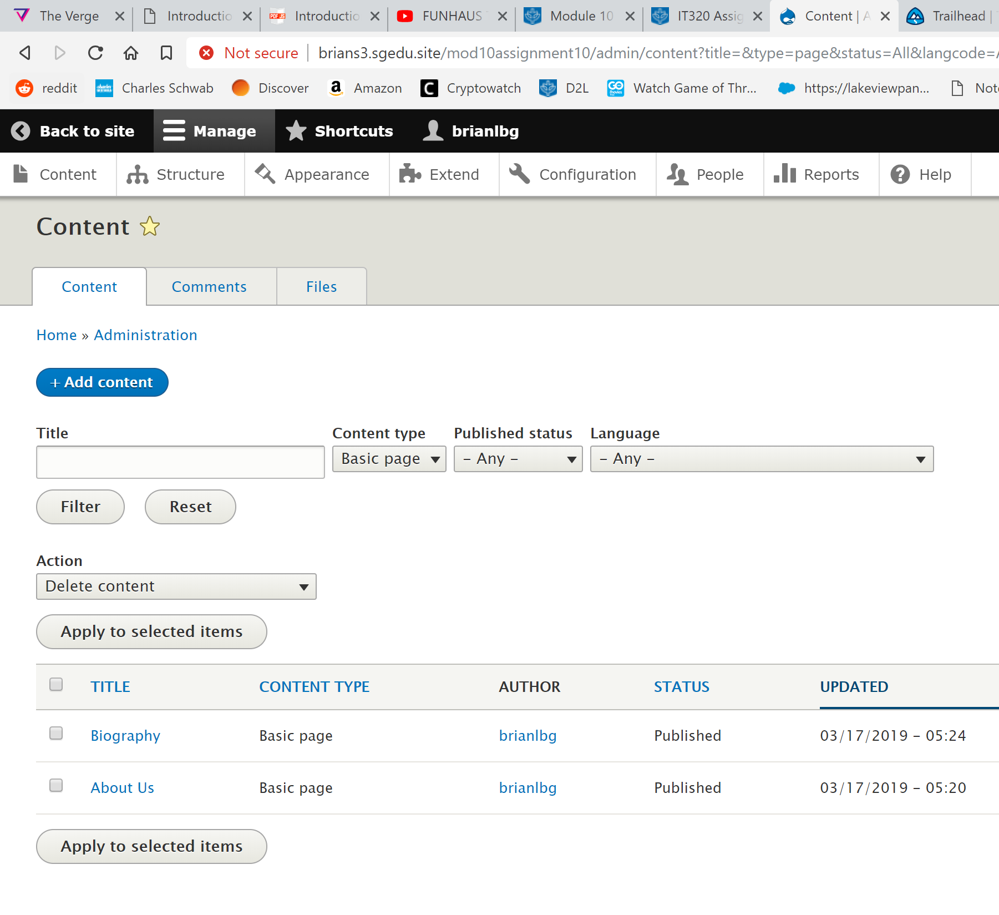 The Verge Introductio Introductio FUNHAUS Module 10 IT320 Assig Content | A Trailhead |
Not secure brians3.sgedu.site/mod10assignment10/admin/content?title=&type=page&status=All&langcode=
reddit Charles Schwab Discover Amazon Cryptowatch D2L Watch Game of Thr... https://lakeviewpan... Not
Back to site Manage Shortcuts brianlbg
Content Structure Appearance Extend Configuration People Reports Help
Content
Content Comments Files
Home » Administration
+ Add content
Title Content type Published status Language
Basic page - Any - - Any -
Filter Reset
Action
Delete content
Apply to selected items
TITLE CONTENT TYPE AUTHOR STATUS UPDATED
Biography Basic page brianlbg Published 03/17/2019 - 05:24
About Us Basic page brianlbg Published 03/17/2019 - 05:20
Apply to selected items